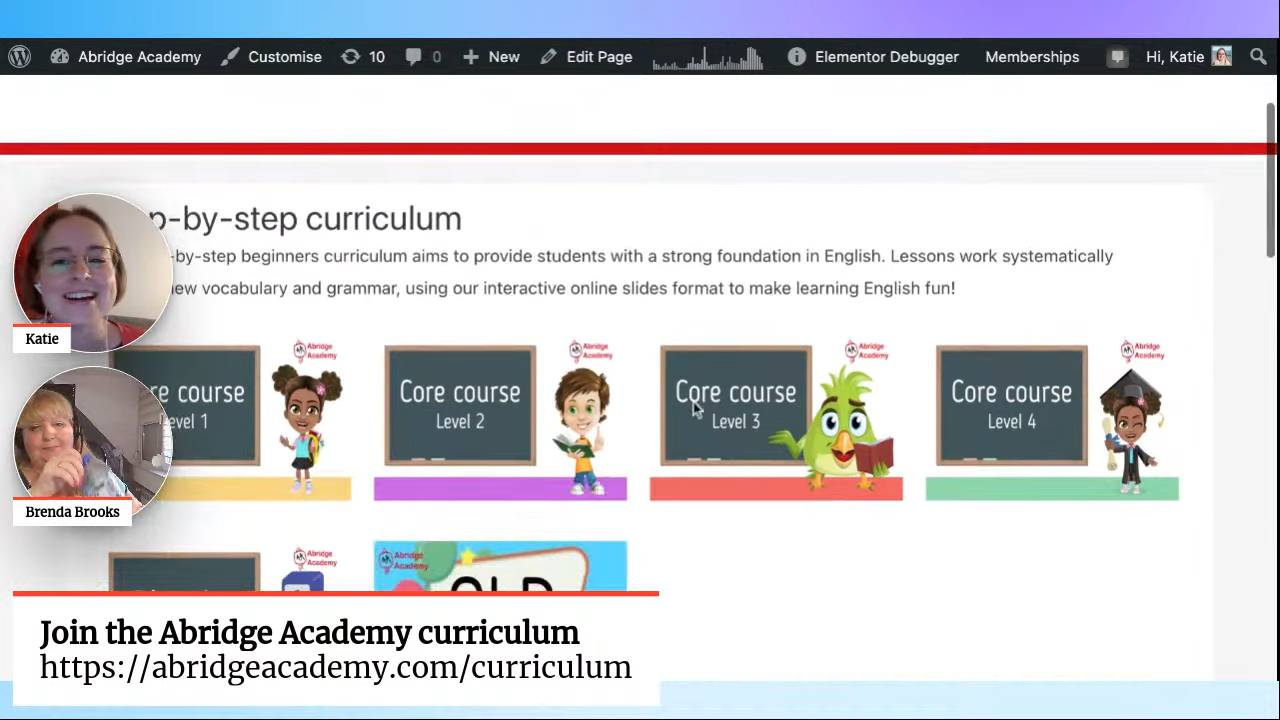 Abridge Academy Customise 10 0 New Edit Page Elementor Debugger Memberships Hi, Katie
p-by-step curriculum
-by-step beginners curriculum aims to provide students with a strong foundation in English. Lessons work systematically
new vocabulary and grammar, using our interactive online slides format to make learning English fun!
Katie
Brenda Brooks
re course
evel 1
Abridge
Academy
Core course
Level 2
Abridge
Academy
Core course
Level 3
Abridge
Academy
Core course
Level 4
Abridge
Academy
Abridge
Academy
Abridge
Academy
OLD
Join the Abridge Academy curriculum
https://abridgeacademy.com/curriculum